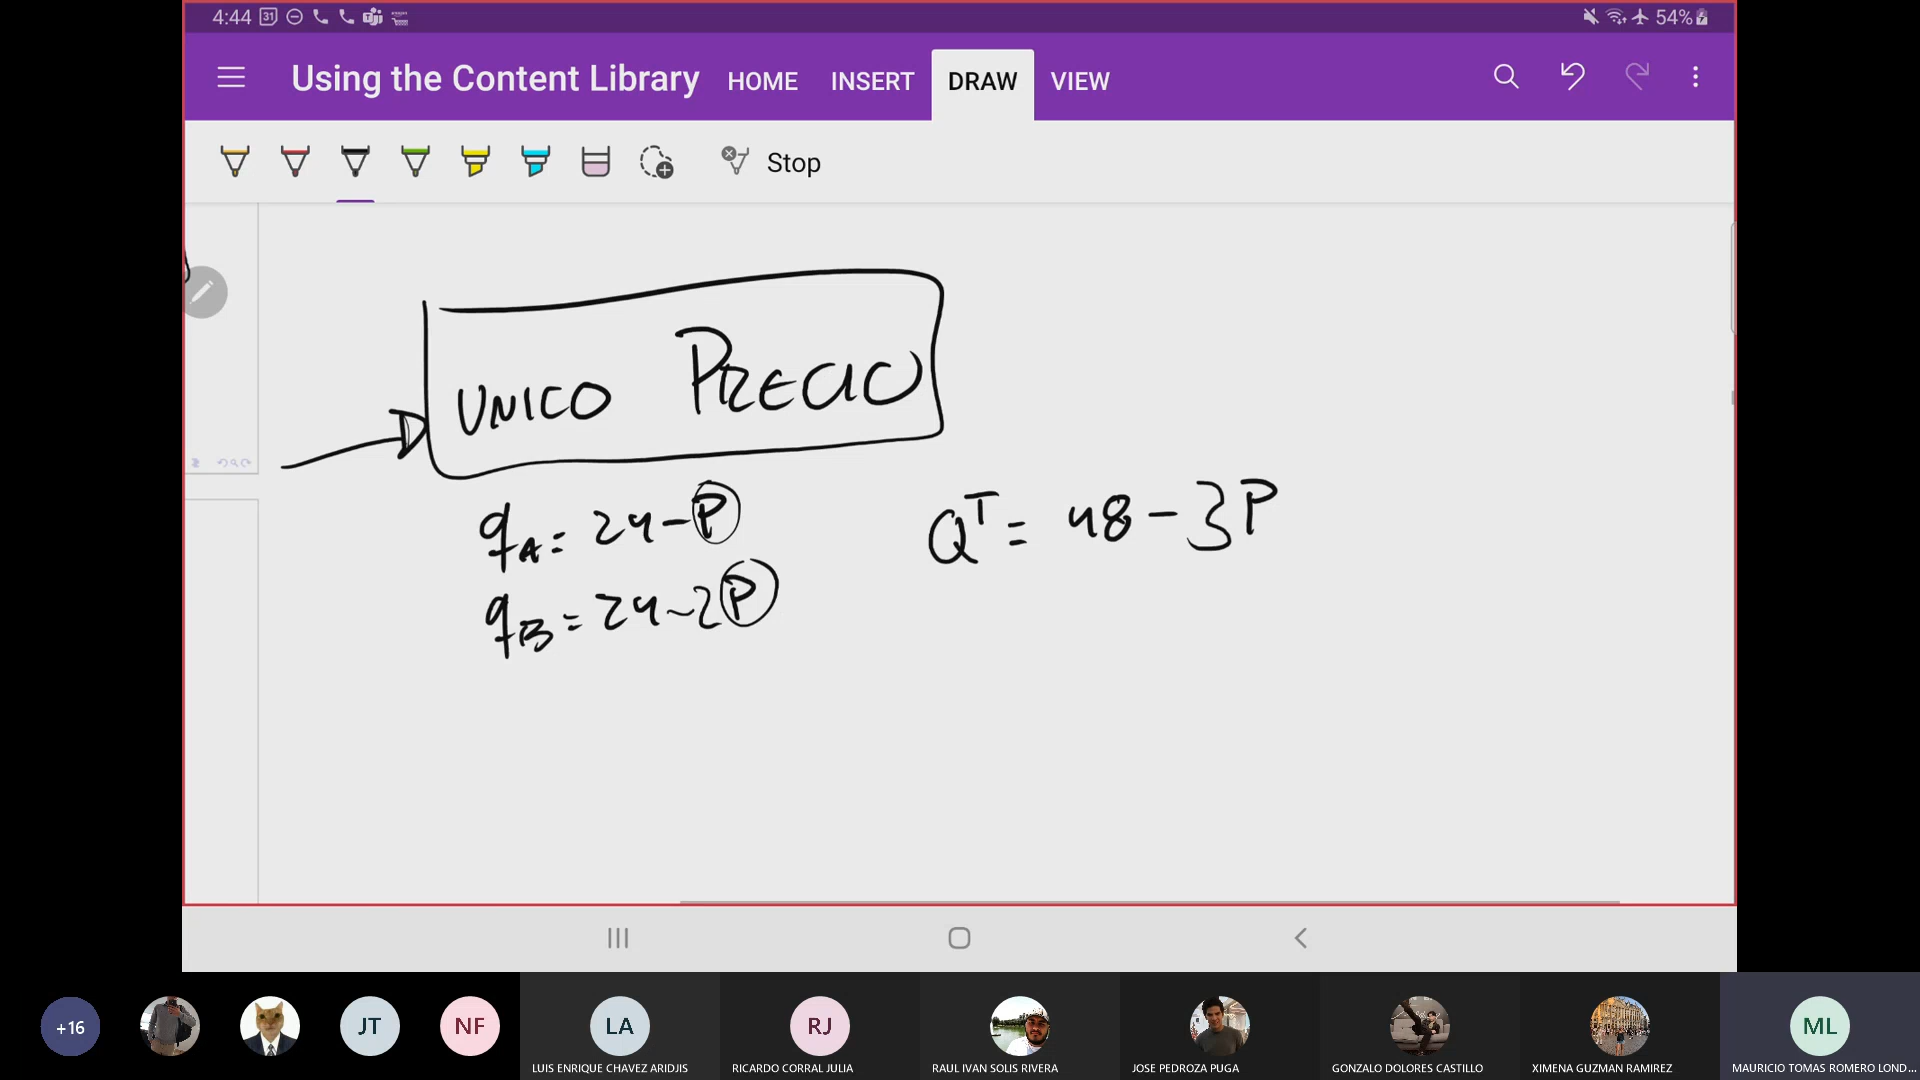 4:44 31 54%
Using the Content Library HOME INSERT DRAW VIEW
Stop
UNICO PRECIO
qA = 24 - P
QT = 48 - 3P
qB = 24 - 2P
+16
JT
NF
LA
RJ
ML
LUIS ENRIQUE CHAVEZ ARIDJIS
RICARDO CORRAL JULIA
RAUL IVAN SOLIS RIVERA
JOSE PEDROZA PUGA
GONZALO DOLORES CASTILLO
XIMENA GUZMAN RAMIREZ
MAURICIO TOMAS ROMERO LOND...